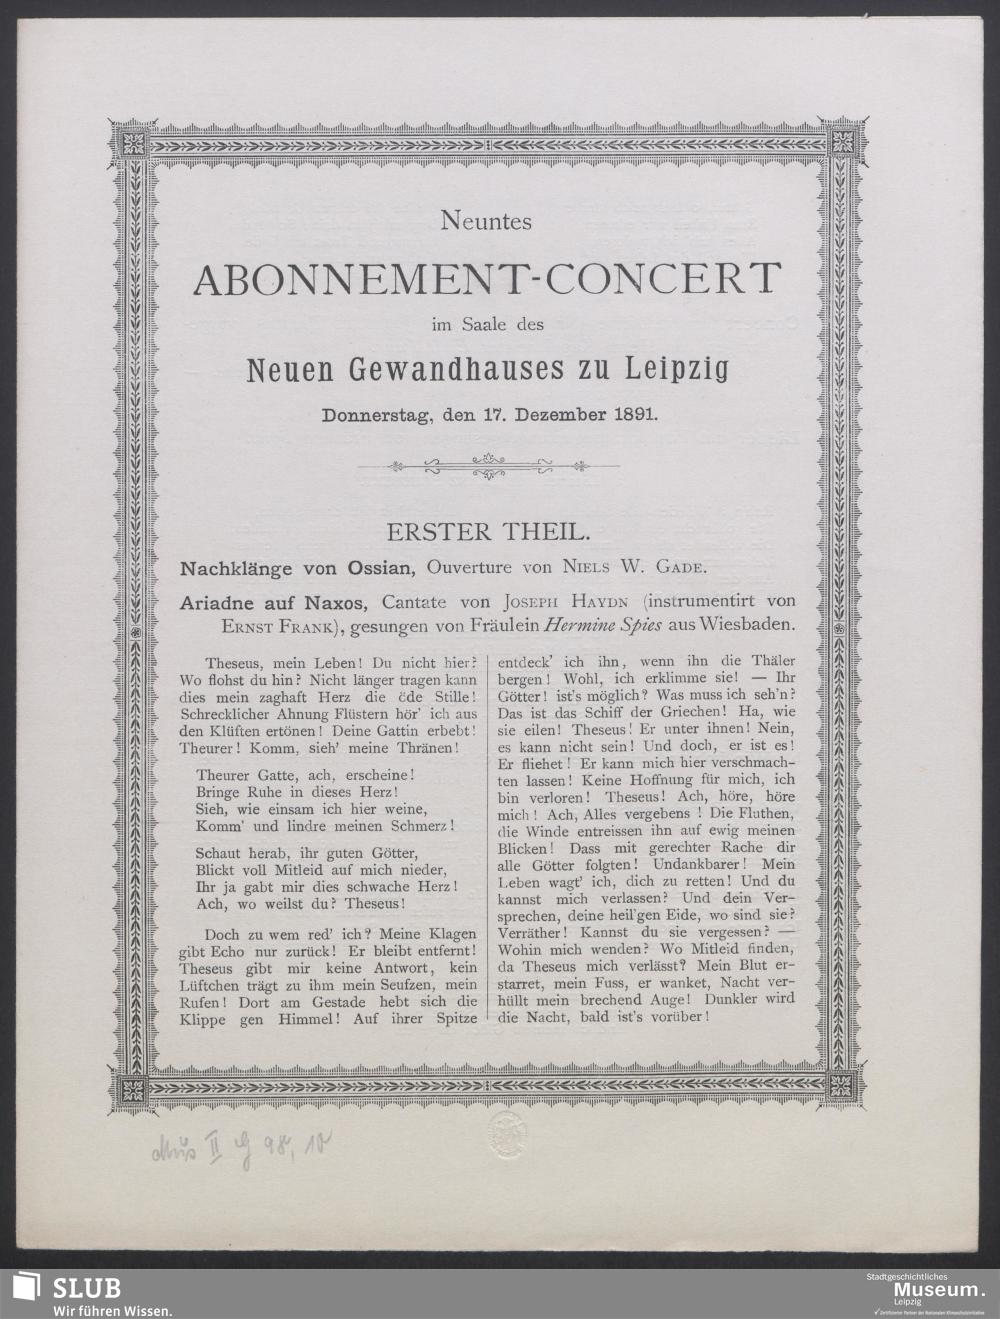 Neuntes
ABONNEMENT-CONCERT
im Saale des
Neuen Gewandhauses zu Leipzig
Donnerstag, den 17. Dezember 1891.
ERSTER THEIL.
Nachklänge von Ossian, Ouverture von NIELS W. GADE.
Ariadne auf Naxos, Cantate von JOSEPH HAYDN (instrumentirt von
ERNST FRANK), gesungen von Fräulein Hermine Spies aus Wiesbaden.
Theseus, mein Leben! Du nicht hier?
Wo flohst du hin? Nicht länger tragen kann
dies mein zaghaft Herz die öde Stille!
Schrecklicher Ahnung Flüstern hör' ich aus
den Klüften ertönen! Deine Gattin erbebt!
Theurer! Komm, sieh' meine Thränen!
Theurer Gatte, ach, erscheine!
Bringe Ruhe in dieses Herz!
Sieh, wie einsam ich hier weine,
Komm' und lindre meinen Schmerz!
Schaut herab, ihr guten Götter,
Blickt voll Mitleid auf mich nieder,
Ihr ja gabt mir dies schwache Herz!
Ach, wo weilst du? Theseus!
Doch zu wem red' ich? Meine Klagen
gibt Echo nur zurück! Er bleibt entfernt!
Theseus gibt mir keine Antwort, kein
Lüftchen trägt zu ihm mein Seufzen, mein
Rufen! Dort am Gestade hebt sich die
Klippe gen Himmel! Auf ihrer Spitze
entdeck' ich ihn, wenn ihn die Thäler
bergen! Wohl, ich erklimme sie! — Ihr
Götter! ist's möglich? Was muss ich seh'n?
Das ist das Schiff der Griechen! Ha, wie
sie eilen! Theseus! Er unter ihnen! Nein,
es kann nicht sein! Und doch, er ist es!
Er fliehet! Er kann mich hier verschmach-
ten lassen! Keine Hoffnung für mich, ich
bin verloren! Theseus! Ach, höre, höre
mich! Ach, Alles vergebens! Die Fluthen,
die Winde entreissen ihn auf ewig meinen
Blicken! Dass mit gerechter Rache dir
alle Götter folgten! Undankbarer! Mein
Leben wagt' ich, dich zu retten! Und du
kannst mich verlassen? Und dein Ver-
sprechen, deine heil'gen Eide, wo sind sie?
Verräther! Kannst du sie vergessen? —
Wohin mich wenden? Wo Mitleid finden,
da Theseus mich verlässt? Mein Blut er-
starret, mein Fuss, er wanket, Nacht ver-
hüllt mein brechend Auge! Dunkler wird
die Nacht, bald ist's vorüber!
Mus II G 98, 10
SLUB
Wir führen Wissen.
Stadtgeschichtliches
Museum.
Leipzig
Zertifizierter Partner der Nationalen Klimaschutzinitiative